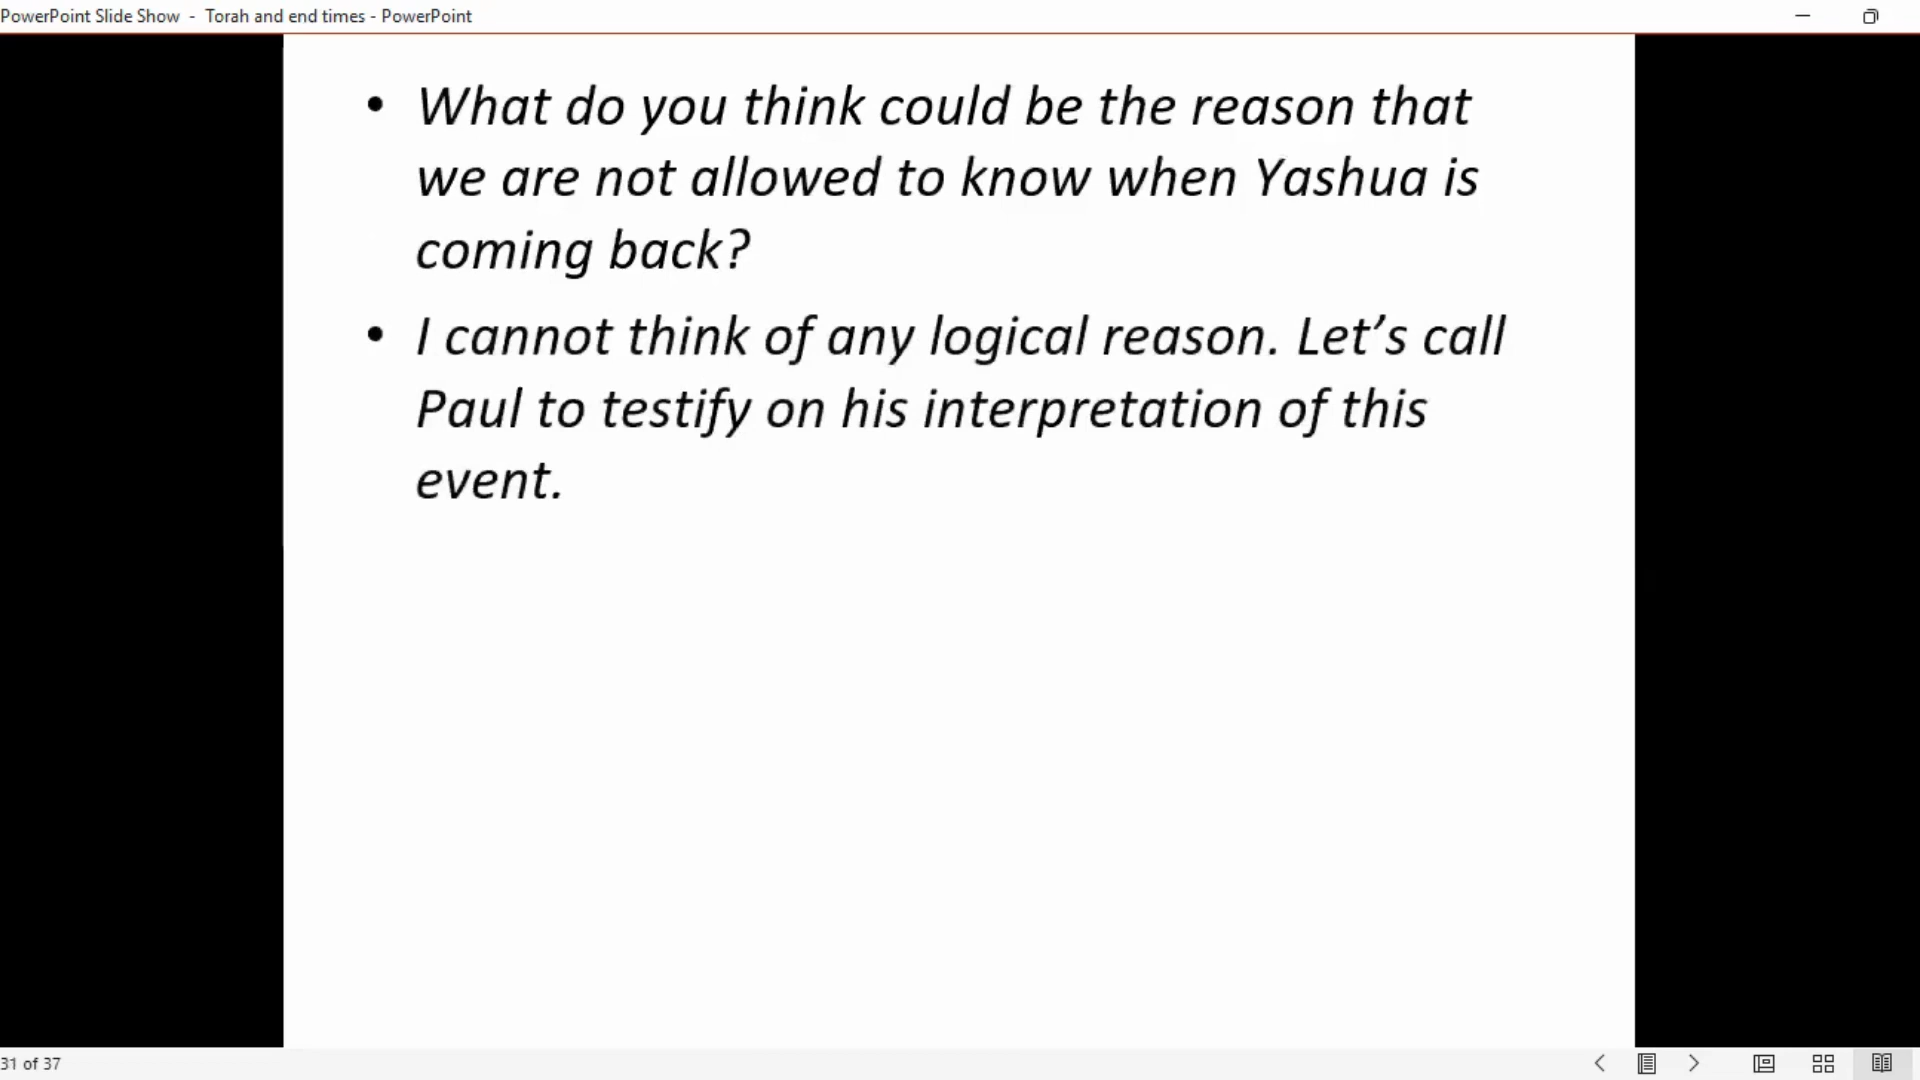 PowerPoint Slide Show - Torah and end times - PowerPoint
• What do you think could be the reason that
we are not allowed to know when Yashua is
coming back?
• I cannot think of any logical reason. Let’s call
Paul to testify on his interpretation of this
event.
31 of 37